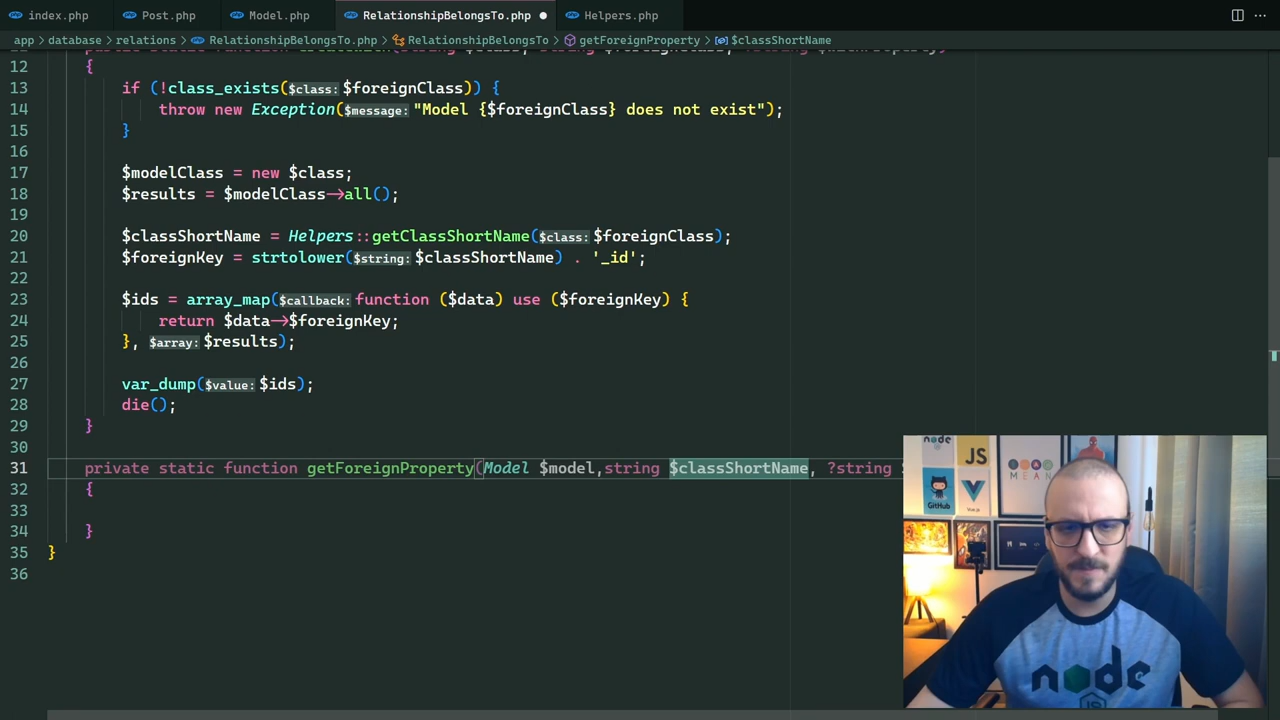 index.php Post.php Model.php RelationshipBelongsTo.php Helpers.php
app > database > relations > RelationshipBelongsTo.php > RelationshipBelongsTo > getForeignProperty > $classShortName
12 {
13 if (!class_exists($class: $foreignClass)) {
14 throw new Exception($message: "Model {$foreignClass} does not exist");
15 }
16
17 $modelClass = new $class;
18 $results = $modelClass->all();
19
20 $classShortName = Helpers::getClassShortName($class: $foreignClass);
21 $foreignKey = strtolower($string: $classShortName) . '_id';
22
23 $ids = array_map($callback: function ($data) use ($foreignKey) {
24 return $data->$foreignKey;
25 }, $array: $results);
26
27 var_dump($value: $ids);
28 die();
29 }
30
31 private static function getForeignProperty(Model $model,string $classShortName, ?string
32 {
33
34 }
35 }
36
node
JS
GitHub
Vue.js
MEAN
node
JS